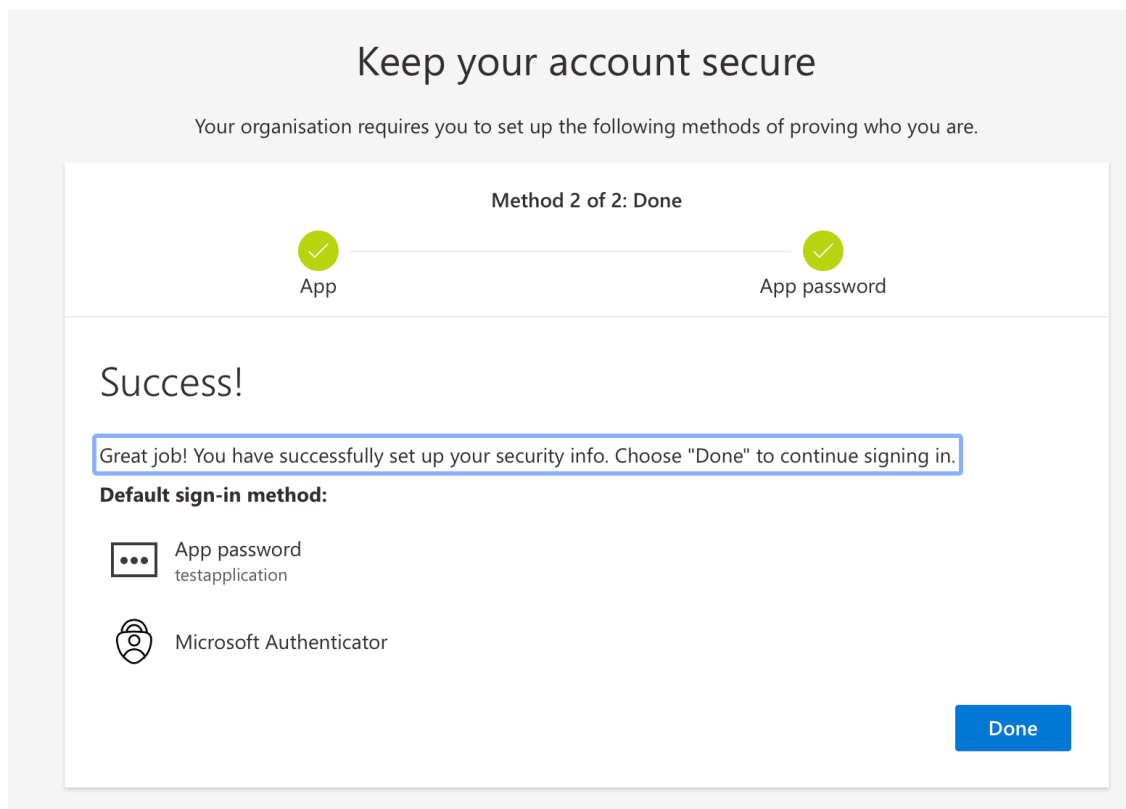 Keep your account secure
Your organisation requires you to set up the following methods of proving who you are.
Method 2 of 2: Done
App
App password
Success!
Great job! You have successfully set up your security info. Choose "Done" to continue signing in.
Default sign-in method:
App password
testapplication
Microsoft Authenticator
Done